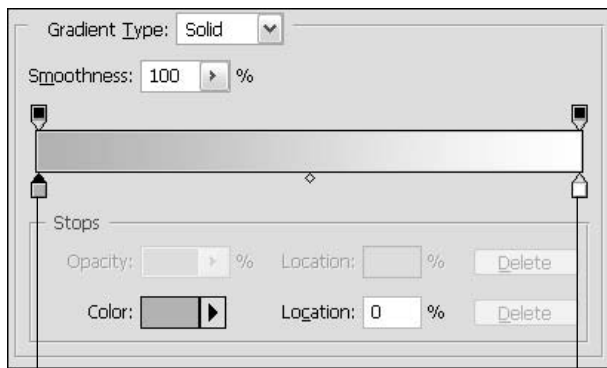 Gradient Type: Solid
Smoothness: 100 %
Stops
Opacity: % Location: % Delete
Color: Location: 0 % Delete